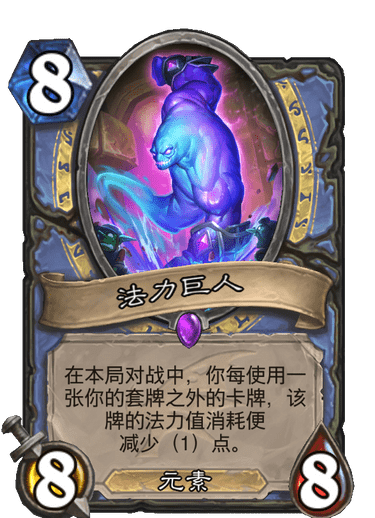 8
法力巨人
在本局对战中，你每使用一
张你的套牌之外的卡牌，该
牌的法力值消耗便
减少（1）点。
8
元素
8